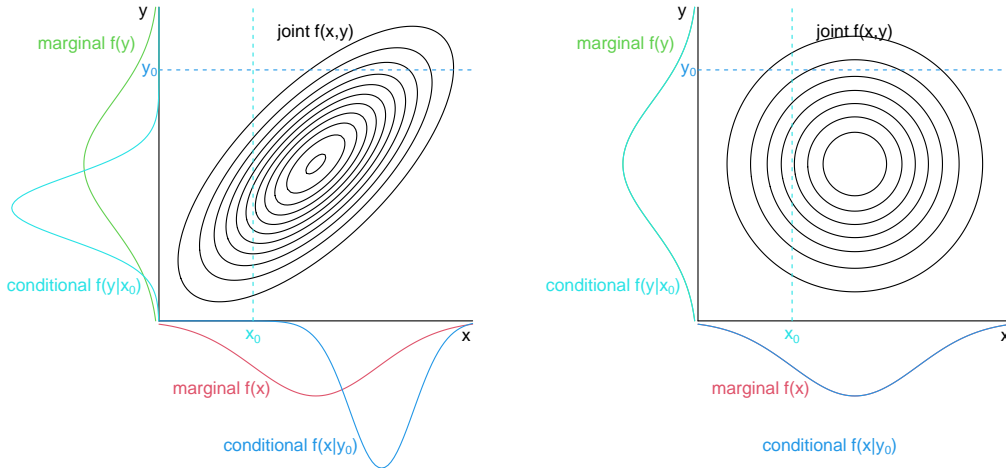 y
joint f(x,y)
marginal f(y)
y₀
conditional f(y|x₀)
x₀
x
marginal f(x)
conditional f(x|y₀)
y
joint f(x,y)
marginal f(y)
y₀
conditional f(y|x₀)
x₀
x
marginal f(x)
conditional f(x|y₀)